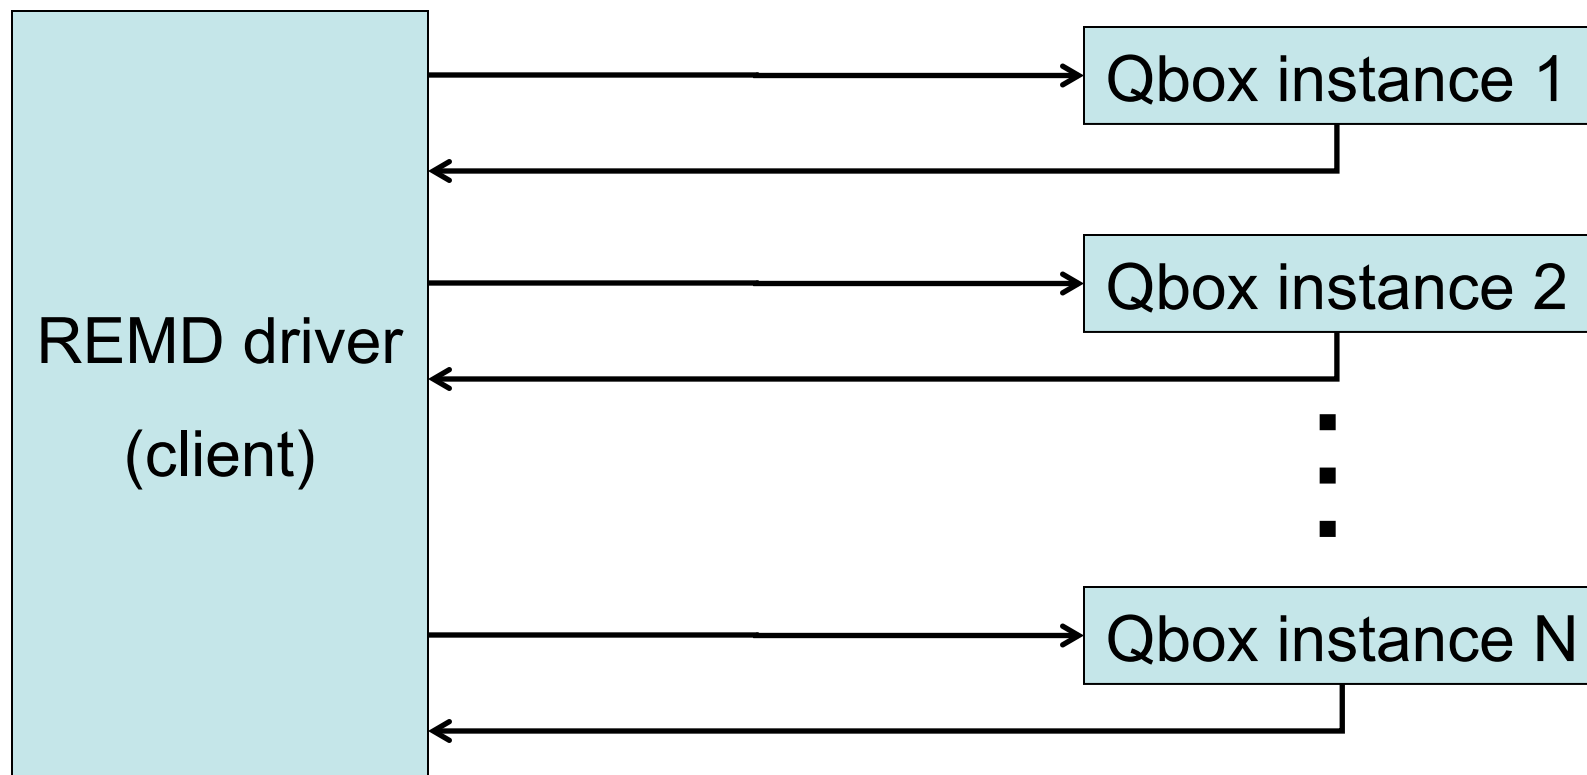 Qbox instance 1
Qbox instance 2
REMD driver
(client)
Qbox instance N